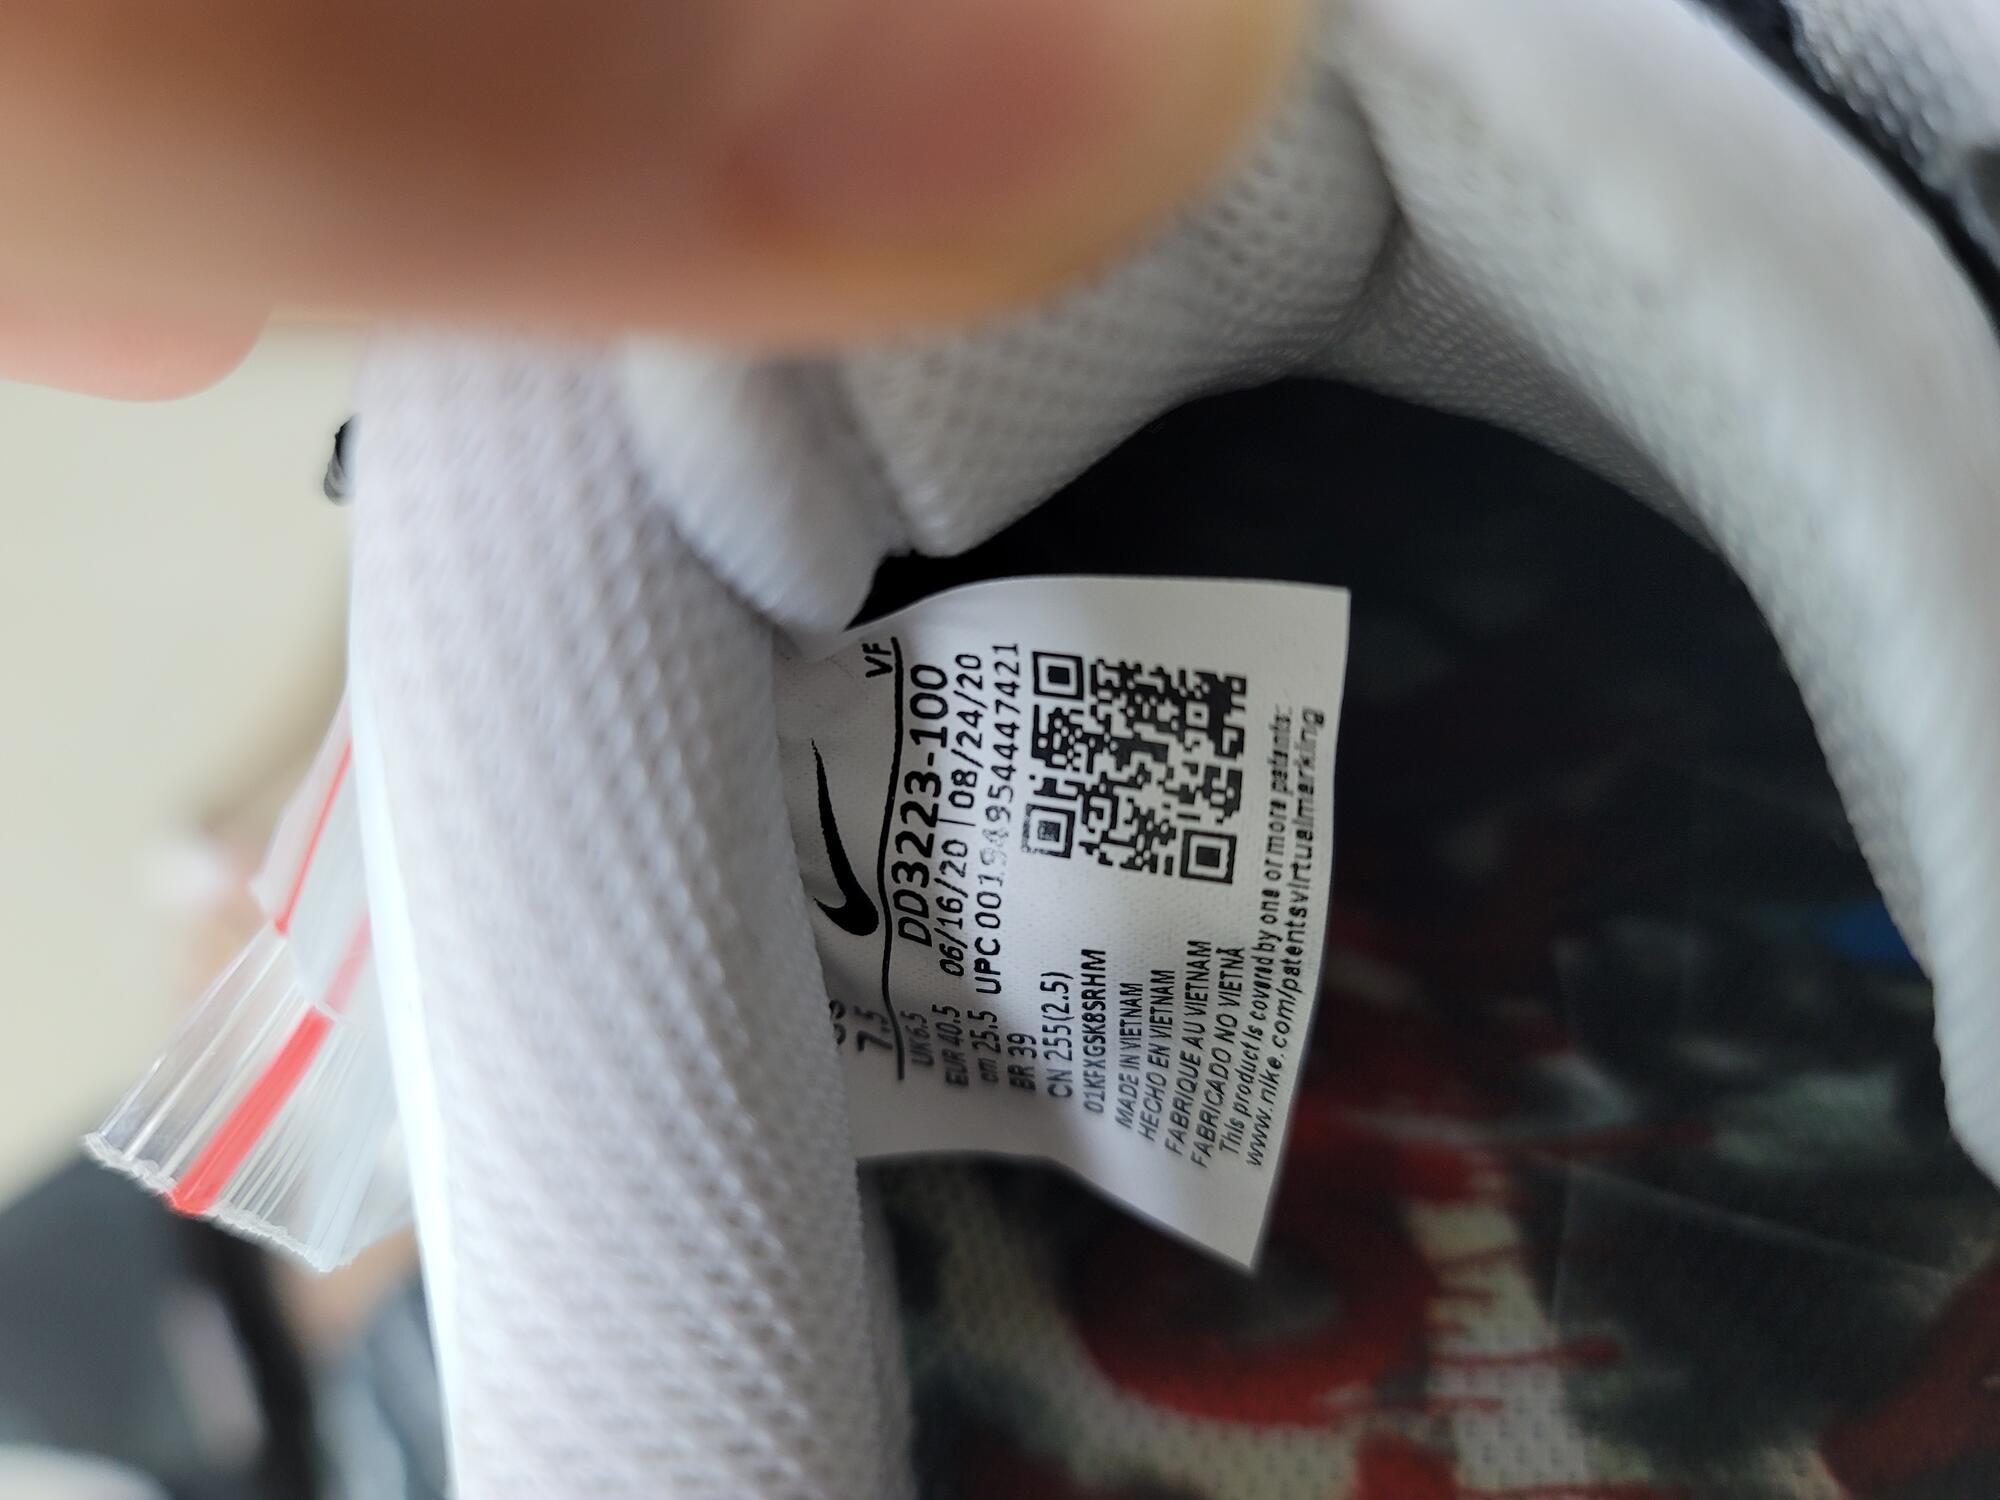 VF
7.5
DD3223-100
UK 6.5
06/16/20 | 08/24/20
EUR 40.5
UPC 00194954447421
cm 25.5
BR 39
CN 255(2.5)
01KFXGSK8SRHM
MADE IN VIETNAM
HECHO EN VIETNAM
FABRIQUE AU VIETNAM
FABRICADO NO VIETNÃ
This product is covered by one or more patents:
www.nike.com/patentsvirtualmarking